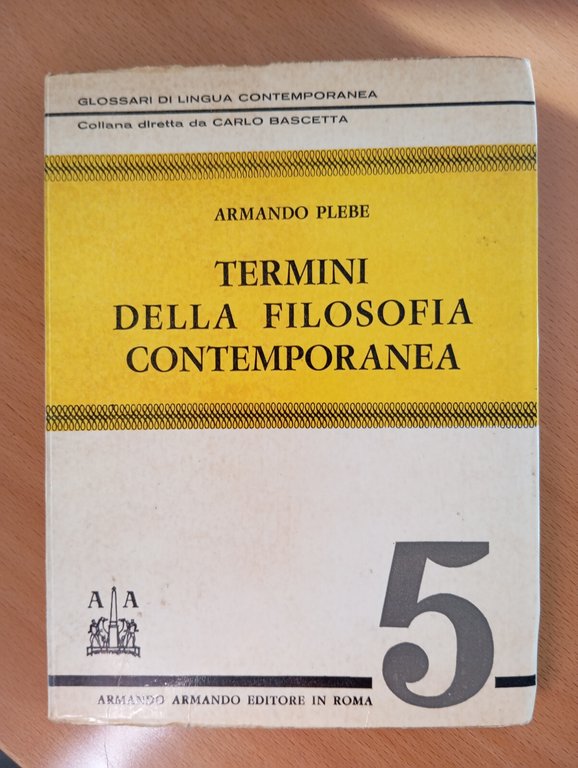 GLOSSARI DI LINGUA CONTEMPORANEA
Collana diretta da CARLO BASCETTA
ARMANDO PLEBE
TERMINI
DELLA FILOSOFIA
CONTEMPORANEA
5
A A
ARMANDO ARMANDO EDITORE IN ROMA